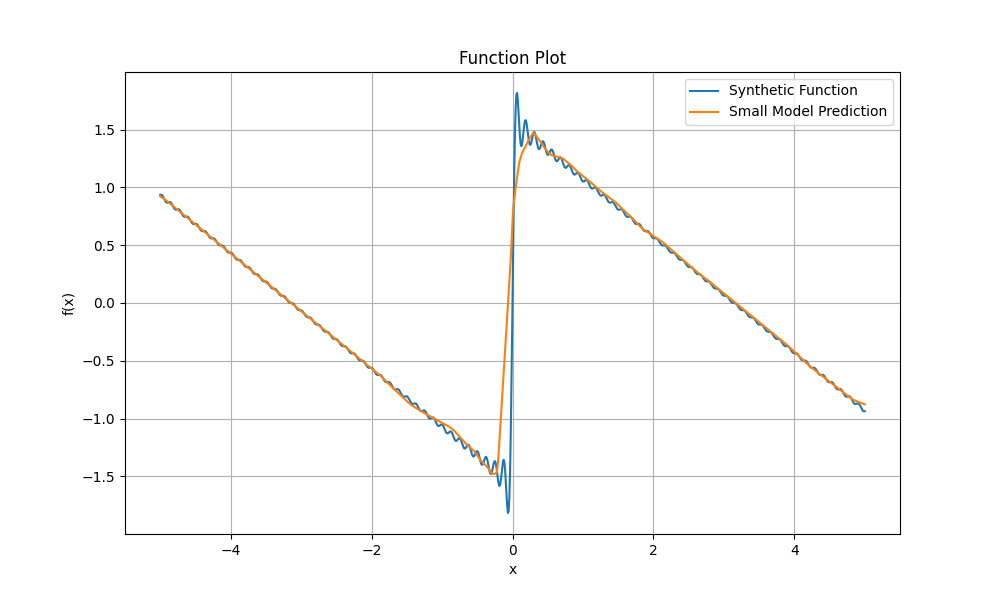 Function Plot
Synthetic Function
Small Model Prediction
f(x)
1.5
1.0
0.5
0.0
−0.5
−1.0
−1.5
−4
−2
0
2
4
x